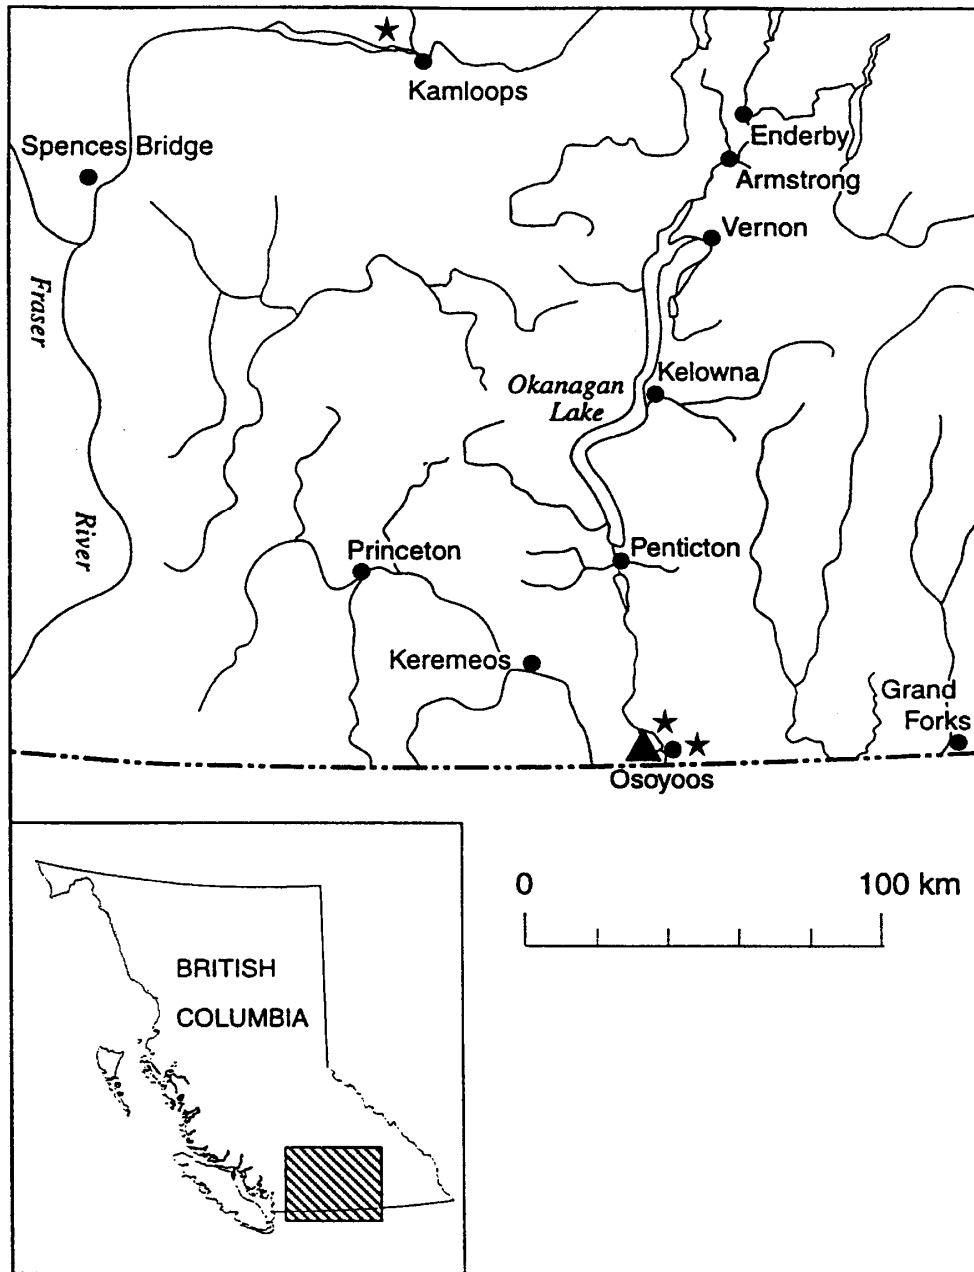 Kamloops
Spences Bridge
Enderby
Armstrong
Vernon
Fraser
River
Okanagan
Lake
Kelowna
Princeton
Penticton
Keremeos
Grand
Forks
Osoyoos
0
100 km
BRITISH
COLUMBIA